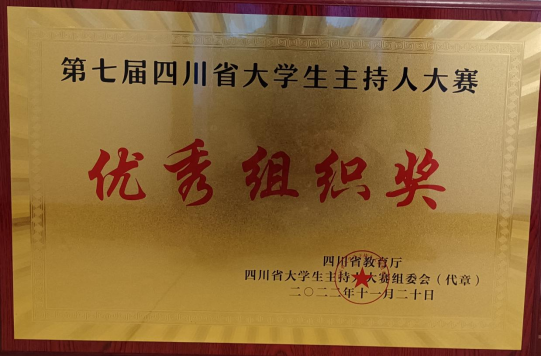 第七届四川省大学生主持人大赛
优秀组织奖
四川省教育厅
四川省大学生主持人大赛组委会（代章）
二〇二二年十一月二十日